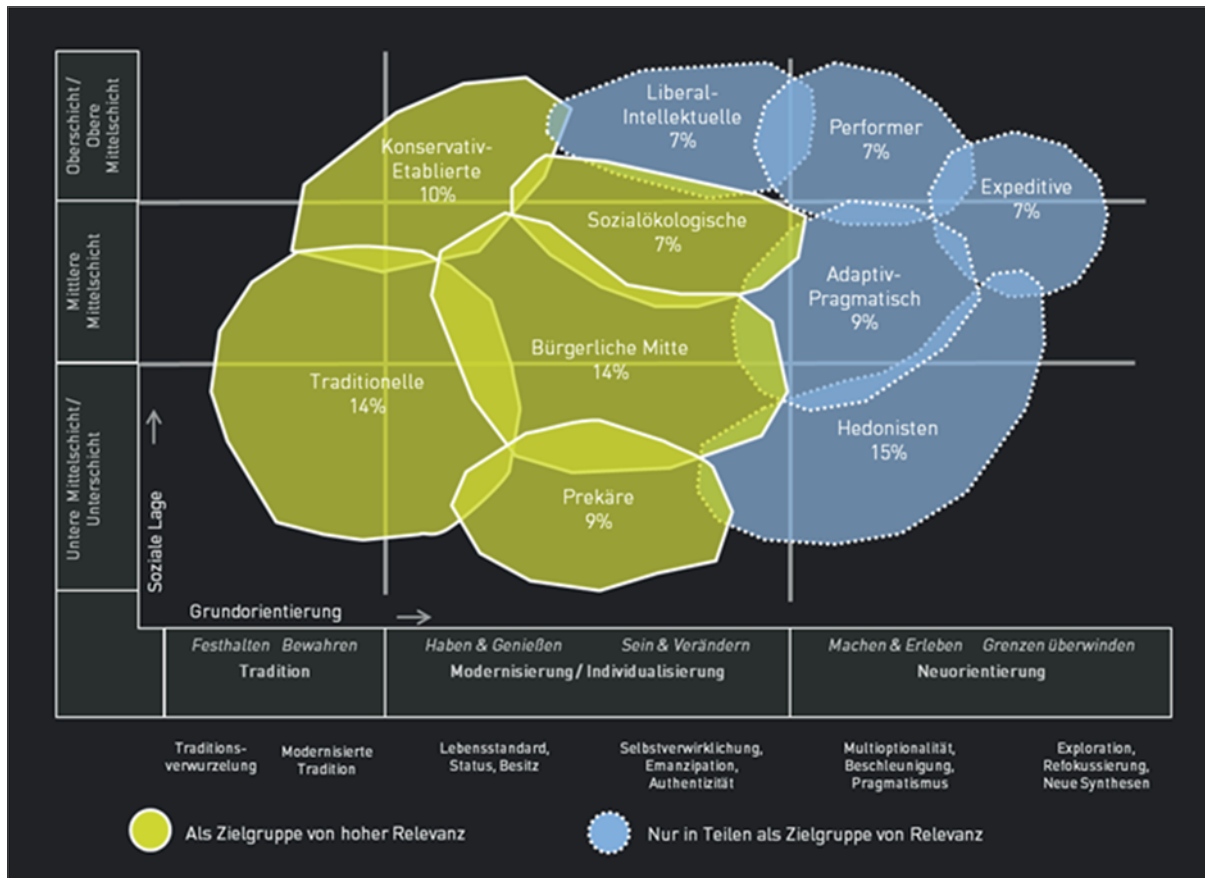 Oberschicht/
Obere
Mittelschicht
Mittlere
Mittelschicht
Untere Mittelschicht/
Unterschicht
Soziale Lage
Konservativ-
Etablierte
10%
Liberal-
Intellektuelle
7%
Performer
7%
Expeditive
7%
Sozialökologische
7%
Adaptiv-
Pragmatisch
9%
Bürgerliche Mitte
14%
Traditionelle
14%
Hedonisten
15%
Prekäre
9%
Grundorientierung
Festhalten Bewahren
Tradition
Haben & Genießen Sein & Verändern
Modernisierung / Individualisierung
Machen & Erleben Grenzen überwinden
Neuorientierung
Traditions-
verwurzelung
Modernisierte
Tradition
Lebensstandard,
Status, Besitz
Selbstverwirklichung,
Emanzipation,
Authentizität
Multioptionalität,
Beschleunigung,
Pragmatismus
Exploration,
Refokussierung,
Neue Synthesen
Als Zielgruppe von hoher Relevanz
Nur in Teilen als Zielgruppe von Relevanz